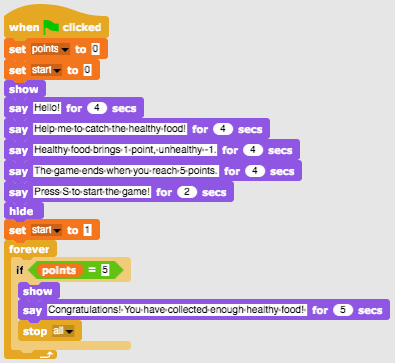 when clicked
set points to 0
set start to 0
show
say Hello! for 4 secs
say Help·me·to·catch·the·healthy·food! for 4 secs
say Healthy·food·brings·1·point,·unhealthy·-1. for 4 secs
say The·game·ends·when·you·reach·5·points. for 4 secs
say Press·S·to·start·the·game! for 2 secs
hide
set start to 1
forever
if points = 5
show
say Congratulations!·You·have·collected·enough·healthy·food!· for 5 secs
stop all